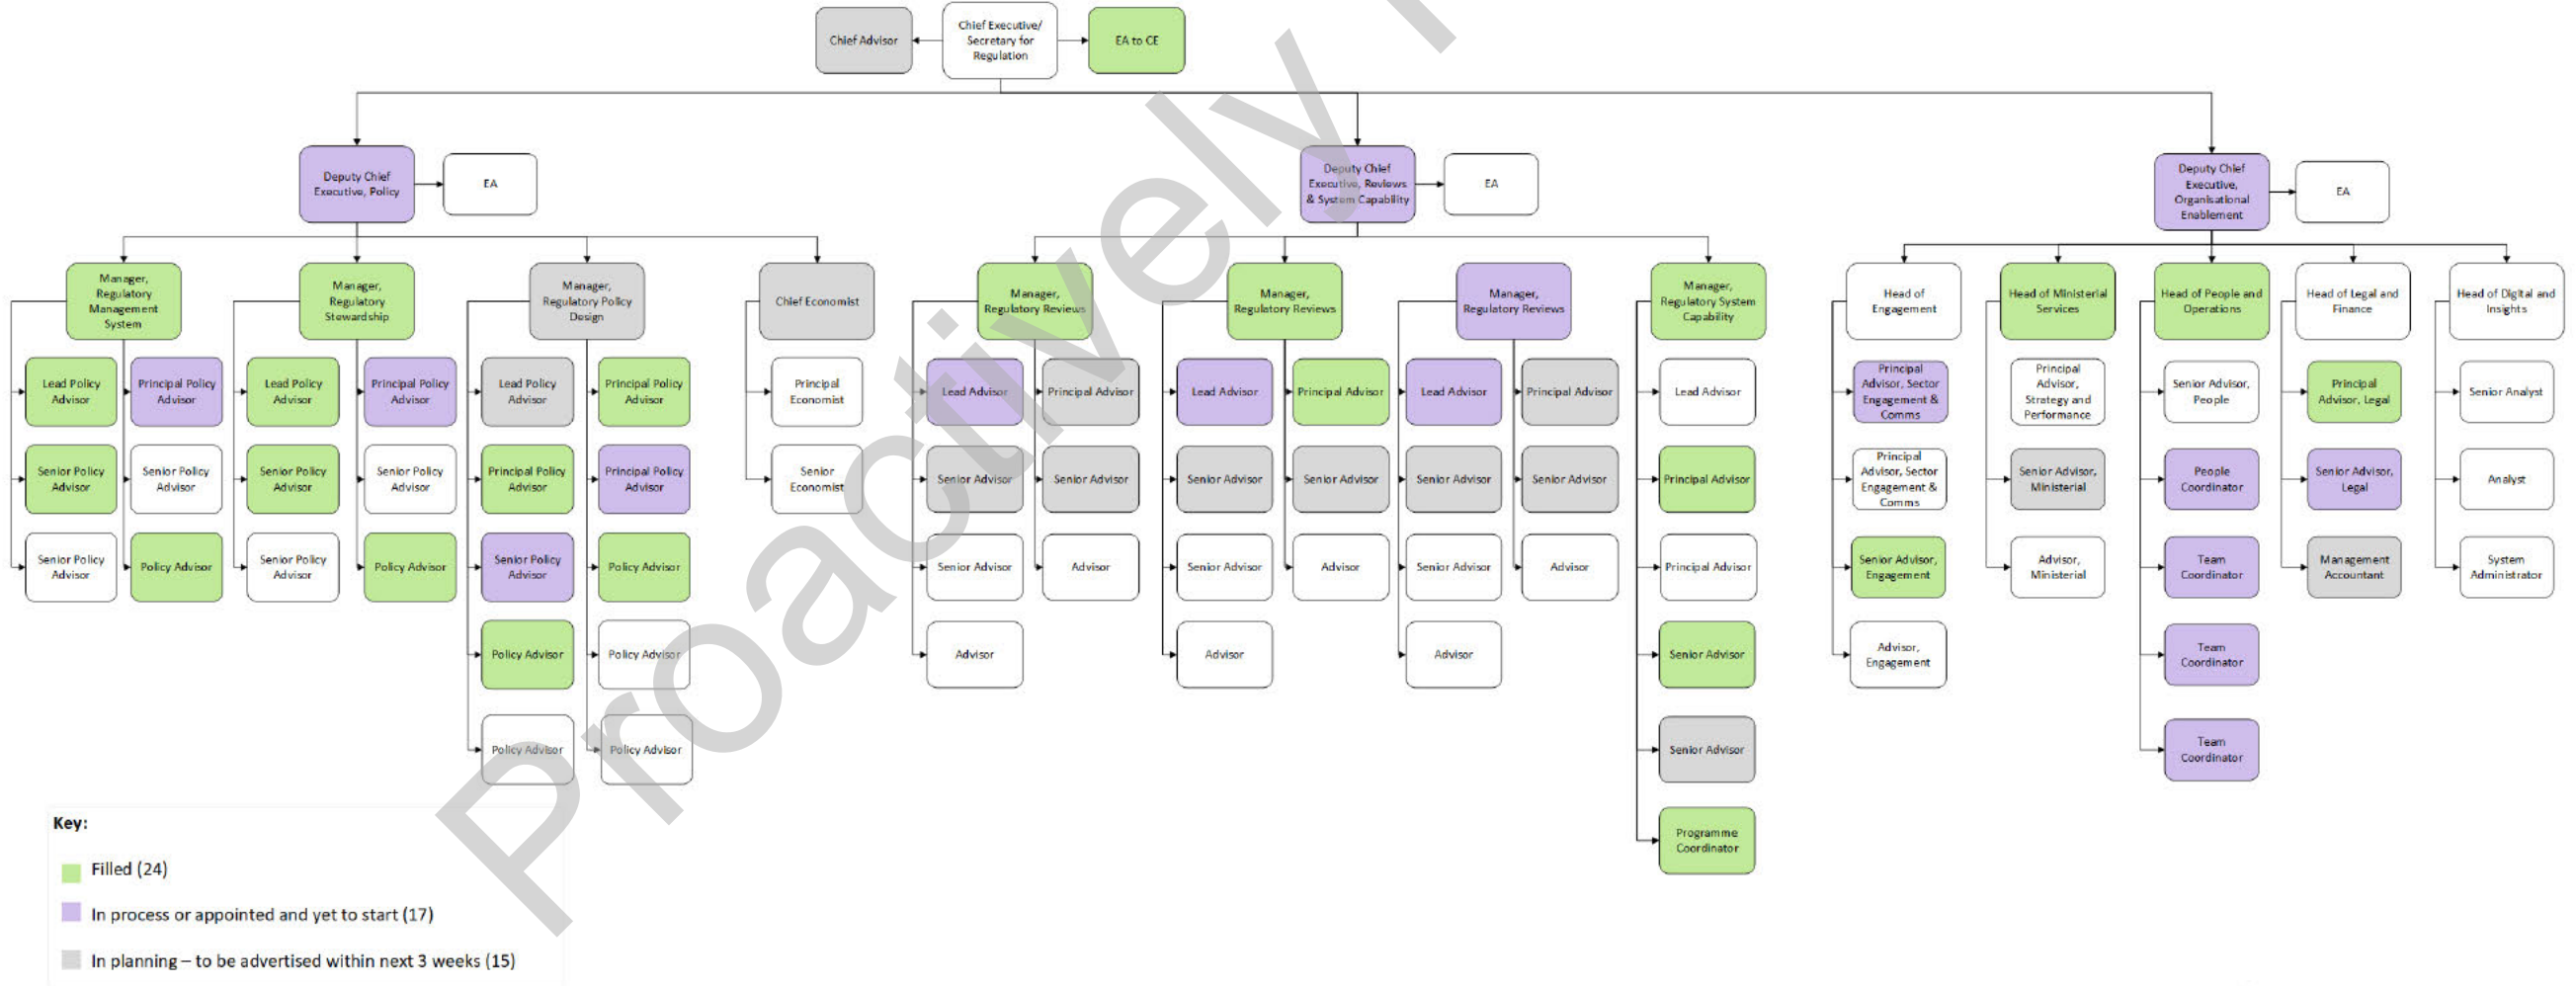 Chief Advisor
Chief Executive/
Secretary for
Regulation
EA to CE
Deputy Chief
Executive, Policy
EA
Deputy Chief
Executive, Reviews
& System Capability
EA
Deputy Chief
Executive,
Organisational
Enablement
EA
Manager,
Regulatory
Management
System
Manager,
Regulatory
Stewardship
Manager,
Regulatory Policy
Design
Chief Economist
Manager,
Regulatory Reviews
Manager,
Regulatory Reviews
Manager,
Regulatory Reviews
Manager,
Regulatory System
Capability
Head of
Engagement
Head of Ministerial
Services
Head of People and
Operations
Head of Legal and
Finance
Head of Digital and
Insights
Lead Policy
Advisor
Principal Policy
Advisor
Lead Policy
Advisor
Principal Policy
Advisor
Lead Policy
Advisor
Principal Policy
Advisor
Principal
Economist
Lead Advisor
Principal Advisor
Lead Advisor
Principal Advisor
Lead Advisor
Principal Advisor
Lead Advisor
Principal
Advisor, Sector
Engagement &
Comms
Principal
Advisor,
Strategy and
Performance
Senior Advisor,
People
Principal
Advisor, Legal
Senior Analyst
Senior Policy
Advisor
Senior Policy
Advisor
Senior Policy
Advisor
Senior Policy
Advisor
Principal Policy
Advisor
Principal Policy
Advisor
Senior
Economist
Senior Advisor
Senior Advisor
Senior Advisor
Senior Advisor
Senior Advisor
Senior Advisor
Principal Advisor
Principal
Advisor, Sector
Engagement &
Comms
Senior Advisor,
Ministerial
People
Coordinator
Senior Advisor,
Legal
Analyst
Senior Policy
Advisor
Policy Advisor
Senior Policy
Advisor
Policy Advisor
Senior Policy
Advisor
Policy Advisor
Senior Advisor
Advisor
Senior Advisor
Advisor
Senior Advisor
Advisor
Principal Advisor
Senior Advisor,
Engagement
Advisor,
Ministerial
Team
Coordinator
Management
Accountant
System
Administrator
Policy Advisor
Policy Advisor
Advisor
Advisor
Advisor
Senior Advisor
Advisor,
Engagement
Team
Coordinator
Policy Advisor
Policy Advisor
Senior Advisor
Team
Coordinator
Programme
Coordinator
Key:
Filled (24)
In process or appointed and yet to start (17)
In planning – to be advertised within next 3 weeks (15)
Proactively